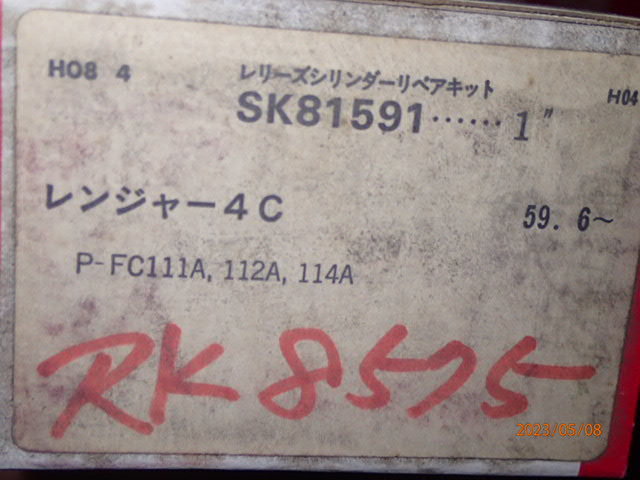 HO8 4
レリーズシリンダーリペアキット
H04
SK81591……1"
レンジャー4C
59. 6~
P-FC111A, 112A, 114A
RK8575
2023/05/08